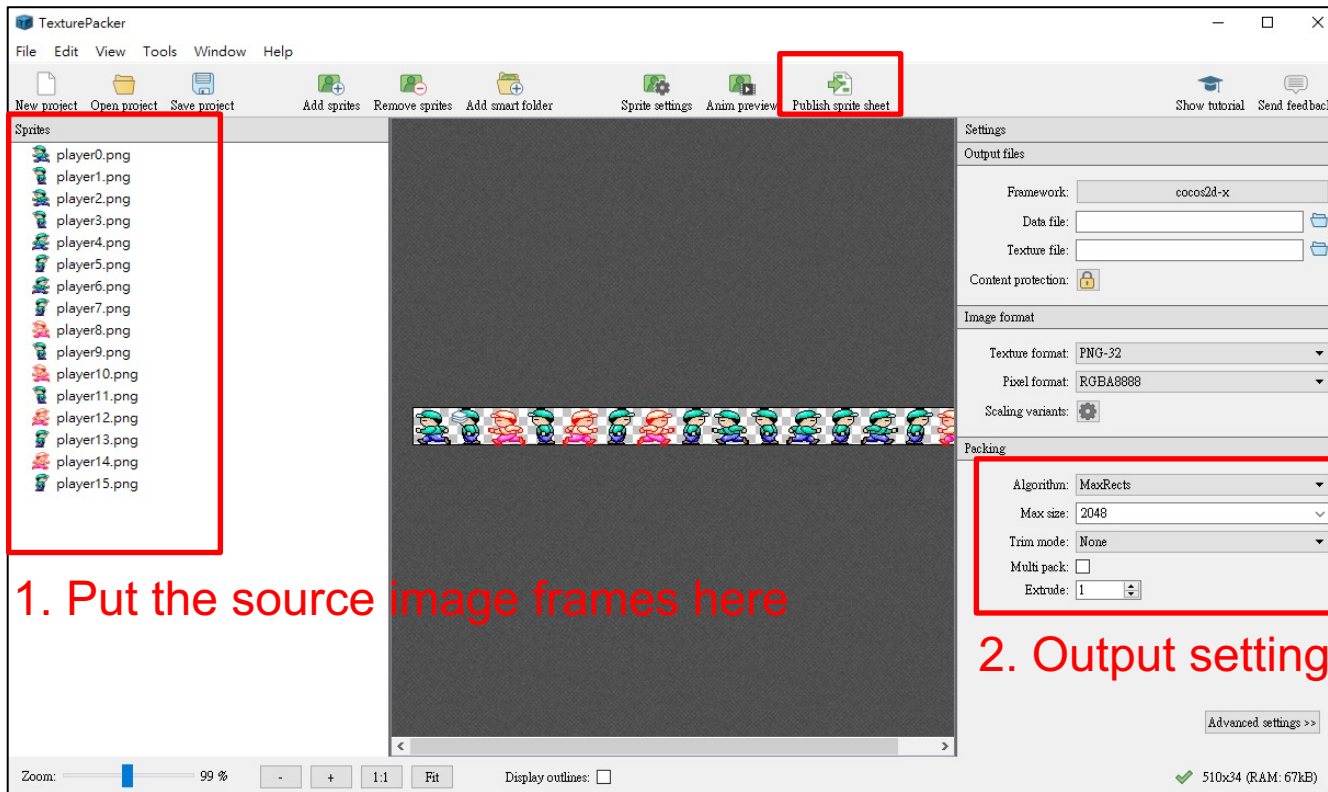 TexturePacker
File Edit View Tools Window Help
New project Open project Save project Add sprites Remove sprites Add smart folder Sprite settings Anim preview Publish sprite sheet Show tutorial Send feedback
Sprites
player0.png
player1.png
player2.png
player3.png
player4.png
player5.png
player6.png
player7.png
player8.png
player9.png
player10.png
player11.png
player12.png
player13.png
player14.png
player15.png
1. Put the source image frames here
Settings
Output files
Framework: cocos2d-x
Data file:
Texture file:
Content protection:
Image format
Texture format: PNG-32
Pixel format: RGBA8888
Scaling variants:
Packing
Algorithm: MaxRects
Max size: 2048
Trim mode: None
Multi pack:
Extrude: 1
2. Output setting
Advanced settings >>
Zoom: 99 % - + 1:1 Fit Display outlines: 510x34 (RAM: 67kB)